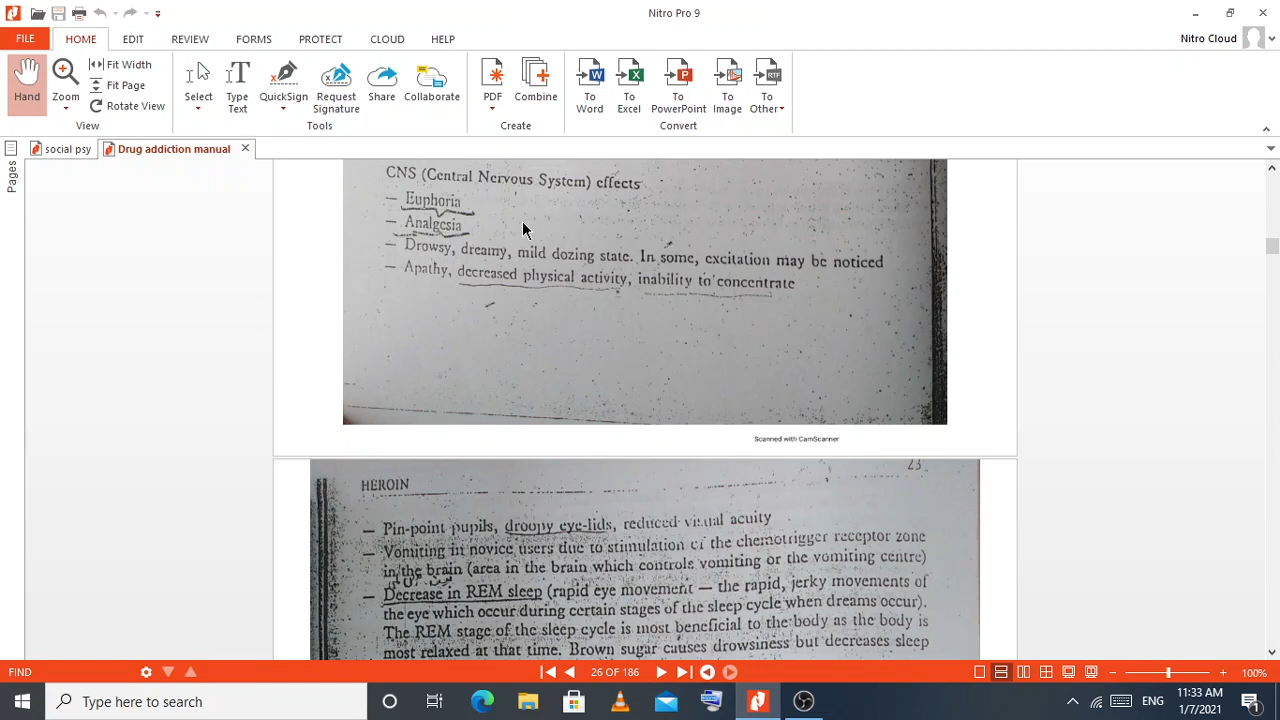 Nitro Pro 9
FILE HOME EDIT REVIEW FORMS PROTECT CLOUD HELP
Nitro Cloud
Hand
Zoom
Fit Width
Fit Page
Rotate View
View
Select
Type Text
QuickSign
Request Signature
Share
Collaborate
Tools
PDF
Combine
Create
To Word
To Excel
To PowerPoint
To Image
To Other
Convert
social psy
Drug addiction manual
Pages
CNS (Central Nervous System) effects
— Euphoria
— Analgesia
— Drowsy, dreamy, mild dozing state. In some, excitation may be noticed
— Apathy, decreased physical activity, inability to concentrate
Scanned with CamScanner
23
HEROIN
— Pin-point pupils, droopy eye-lids, reduced visual acuity
— Vomiting in novice users due to stimulation of the chemotrigger receptor zone
in the brain (area in the brain which controls vomiting or the vomiting centre)
— Decrease in REM sleep (rapid eye movement — the rapid, jerky movements of
the eye which occur during certain stages of the sleep cycle when dreams occur).
The REM stage of the sleep cycle is most beneficial to the body as the body is
most relaxed at that time. Brown sugar causes drowsiness but decreases sleep
FIND
26 OF 186
100%
Type here to search
ENG
11:33 AM
1/7/2021
1